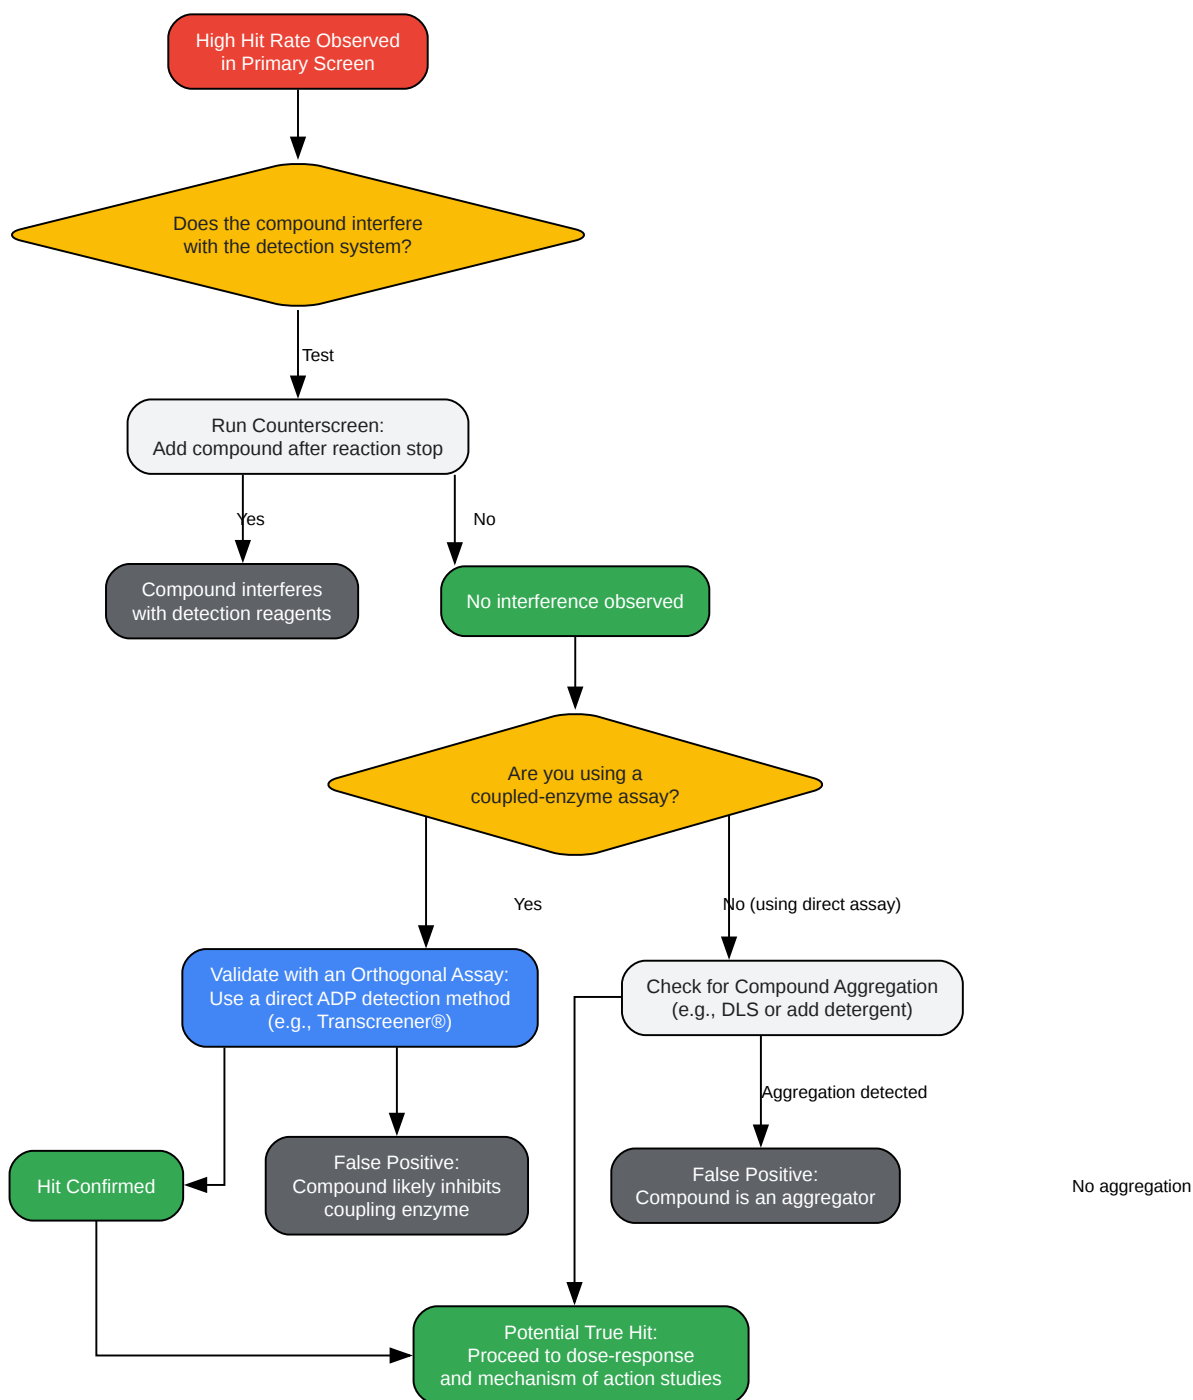 High Hit Rate Observed
in Primary Screen
Does the compound interfere
with the detection system?
Test
Run Counterscreen:
Add compound after reaction stop
Yes
No
Compound interferes
with detection reagents
No interference observed
Are you using a
coupled-enzyme assay?
Yes
No (using direct assay)
Validate with an Orthogonal Assay:
Use a direct ADP detection method
(e.g., Transcreener®)
Check for Compound Aggregation
(e.g., DLS or add detergent)
Aggregation detected
Hit Confirmed
False Positive:
Compound likely inhibits
coupling enzyme
False Positive:
Compound is an aggregator
No aggregation
Potential True Hit:
Proceed to dose-response
and mechanism of action studies